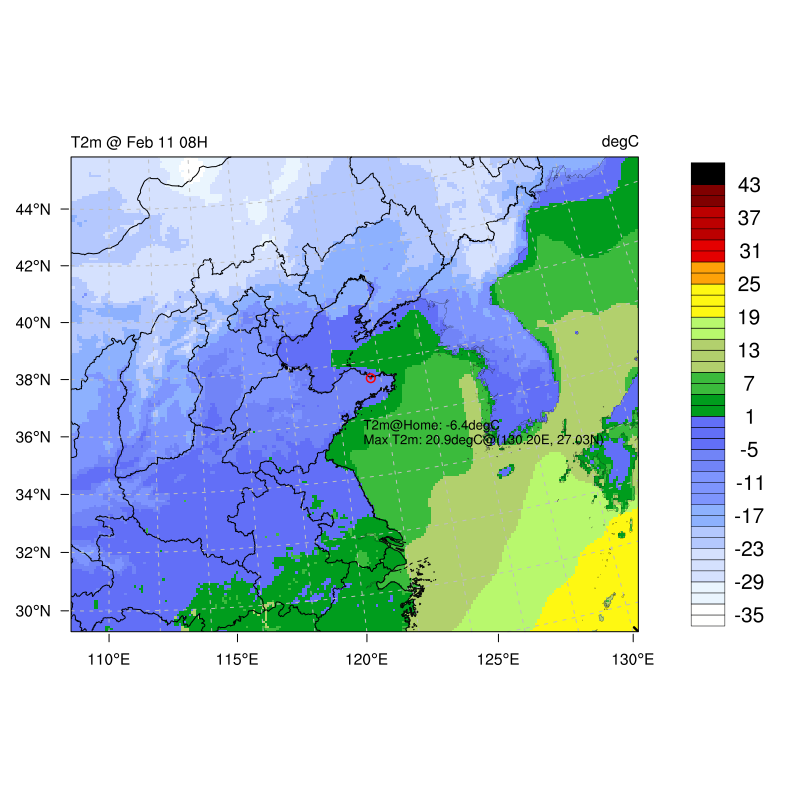 T2m @ Feb 11 08H
degC
44°N
42°N
40°N
38°N
36°N
34°N
32°N
30°N
110°E
115°E
120°E
125°E
130°E
T2m@Home: -6.4degC
Max T2m: 20.9degC@(130.20E, 27.03N)
43
37
31
25
19
13
7
1
-5
-11
-17
-23
-29
-35